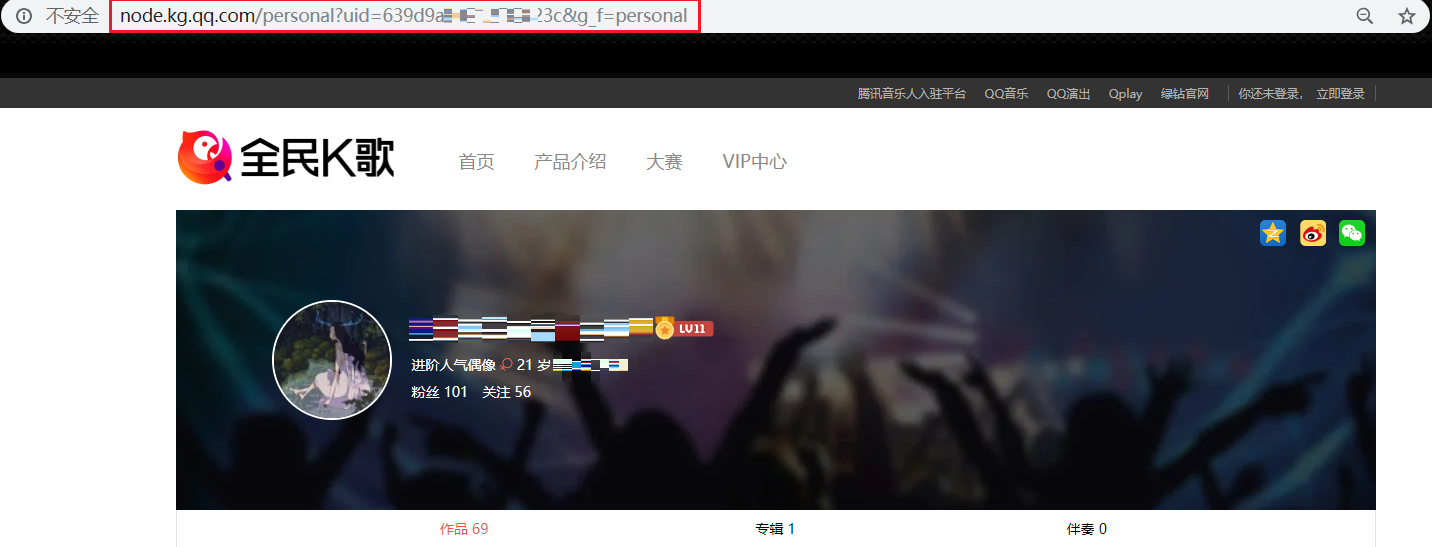 不安全 node.kg.qq.com/personal?uid=639d9a 23c&g_f=personal
腾讯音乐人入驻平台 QQ音乐 QQ演出 Qplay 绿钻官网 你还未登录， 立即登录
全民K歌 首页 产品介绍 大赛 VIP中心
LV11
进阶人气偶像 21 岁
粉丝 101 关注 56
作品 69 专辑 1 伴奏 0